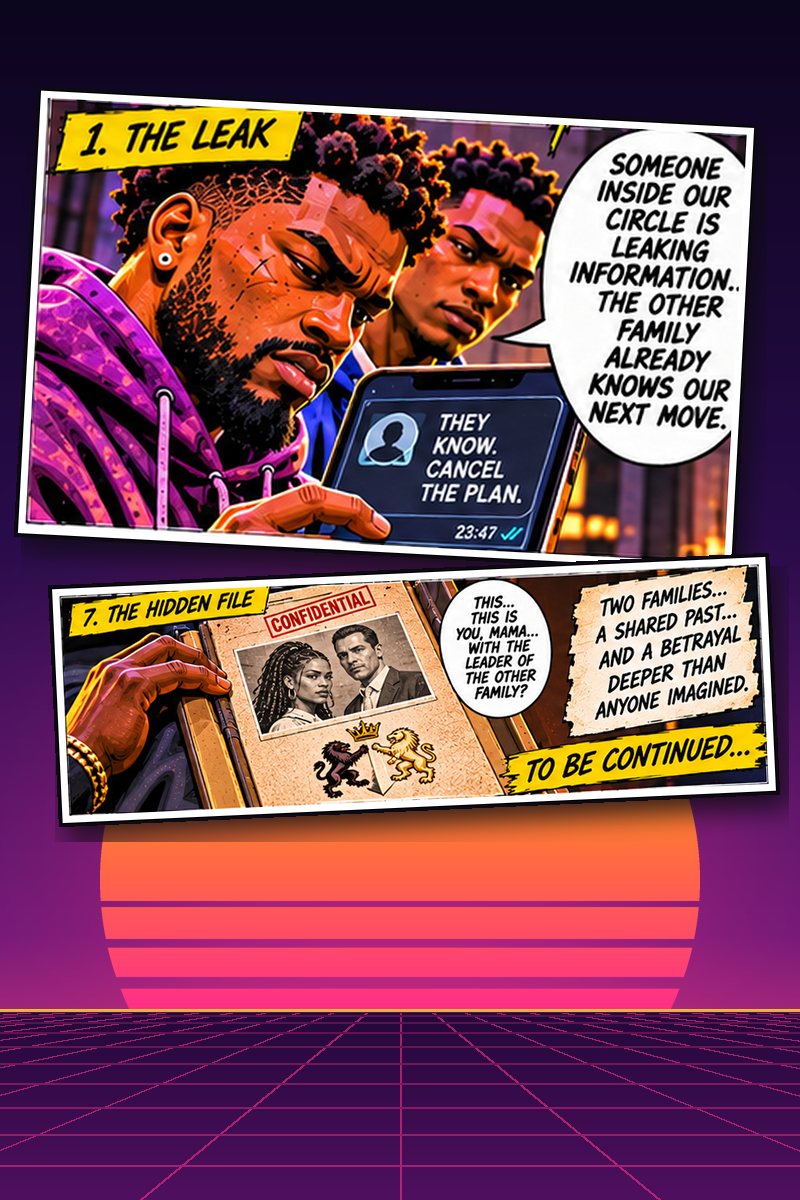 1. THE LEAK
SOMEONE
INSIDE OUR
CIRCLE IS
LEAKING
INFORMATION..
THE OTHER
FAMILY
ALREADY
KNOWS OUR
NEXT MOVE.
THEY
KNOW.
CANCEL
THE PLAN.
23:47
7. THE HIDDEN FILE
CONFIDENTIAL
THIS...
THIS IS
YOU, MAMA...
WITH THE
LEADER OF
THE OTHER
FAMILY?
TWO FAMILIES...
A SHARED PAST...
AND A BETRAYAL
DEEPER THAN
ANYONE IMAGINED.
TO BE CONTINUED...